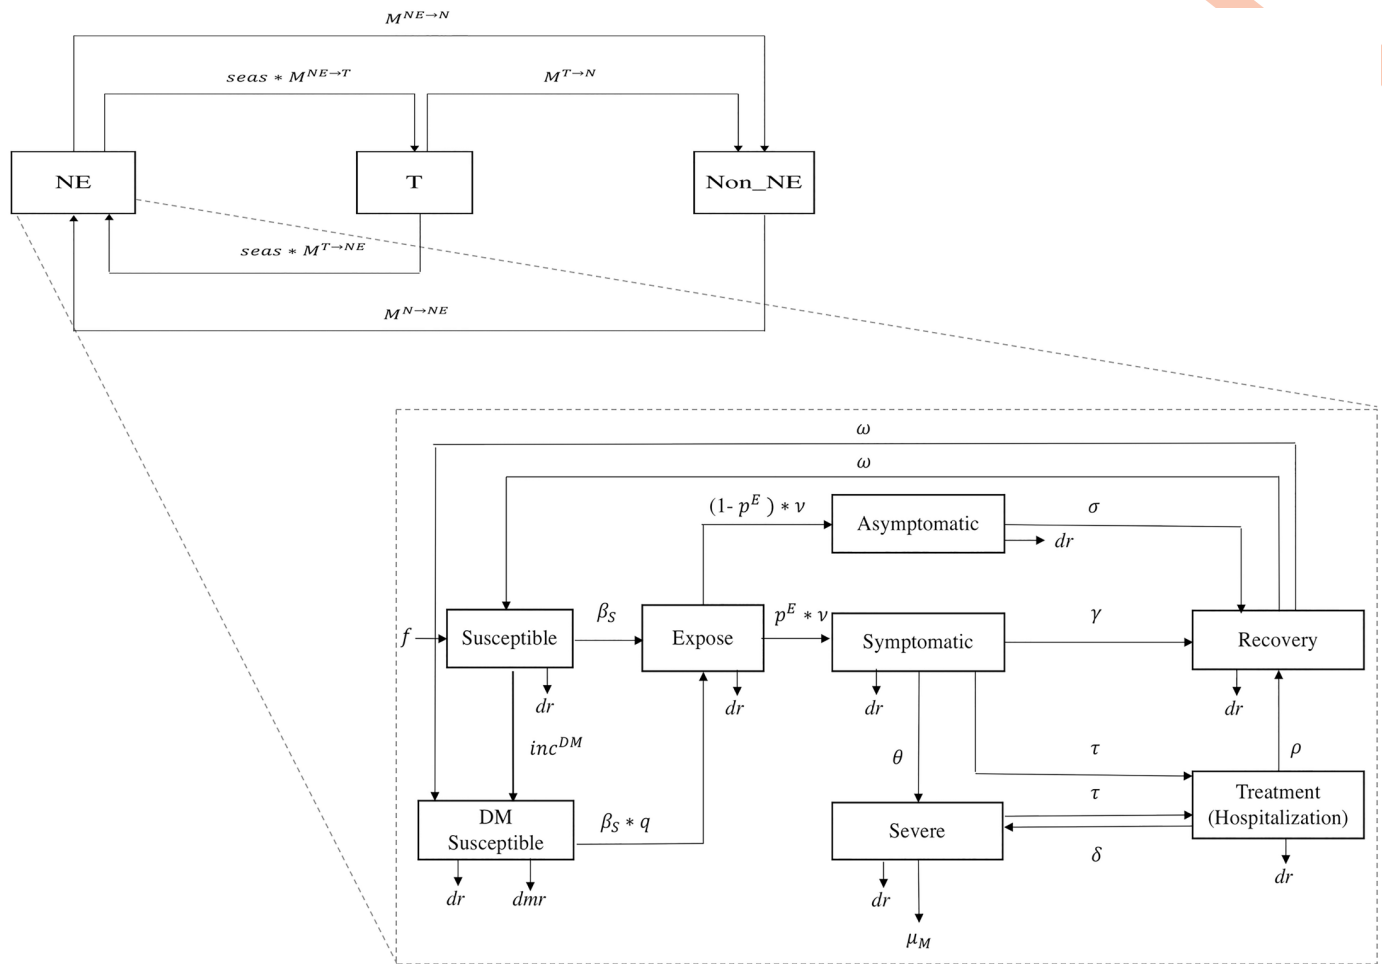 M^{NE→N}
seas * M^{NE→T}
M^{T→N}
NE
T
Non_NE
seas * M^{T→NE}
M^{N→NE}
ω
ω
(1- p^E ) * ν
Asymptomatic
σ
dr
f
Susceptible
β_S
Expose
p^E * ν
Symptomatic
γ
Recovery
dr
dr
dr
dr
inc^{DM}
θ
τ
ρ
DM
Susceptible
β_S * q
Severe
τ
δ
Treatment
(Hospitalization)
dr
dmr
dr
dr
μ_M